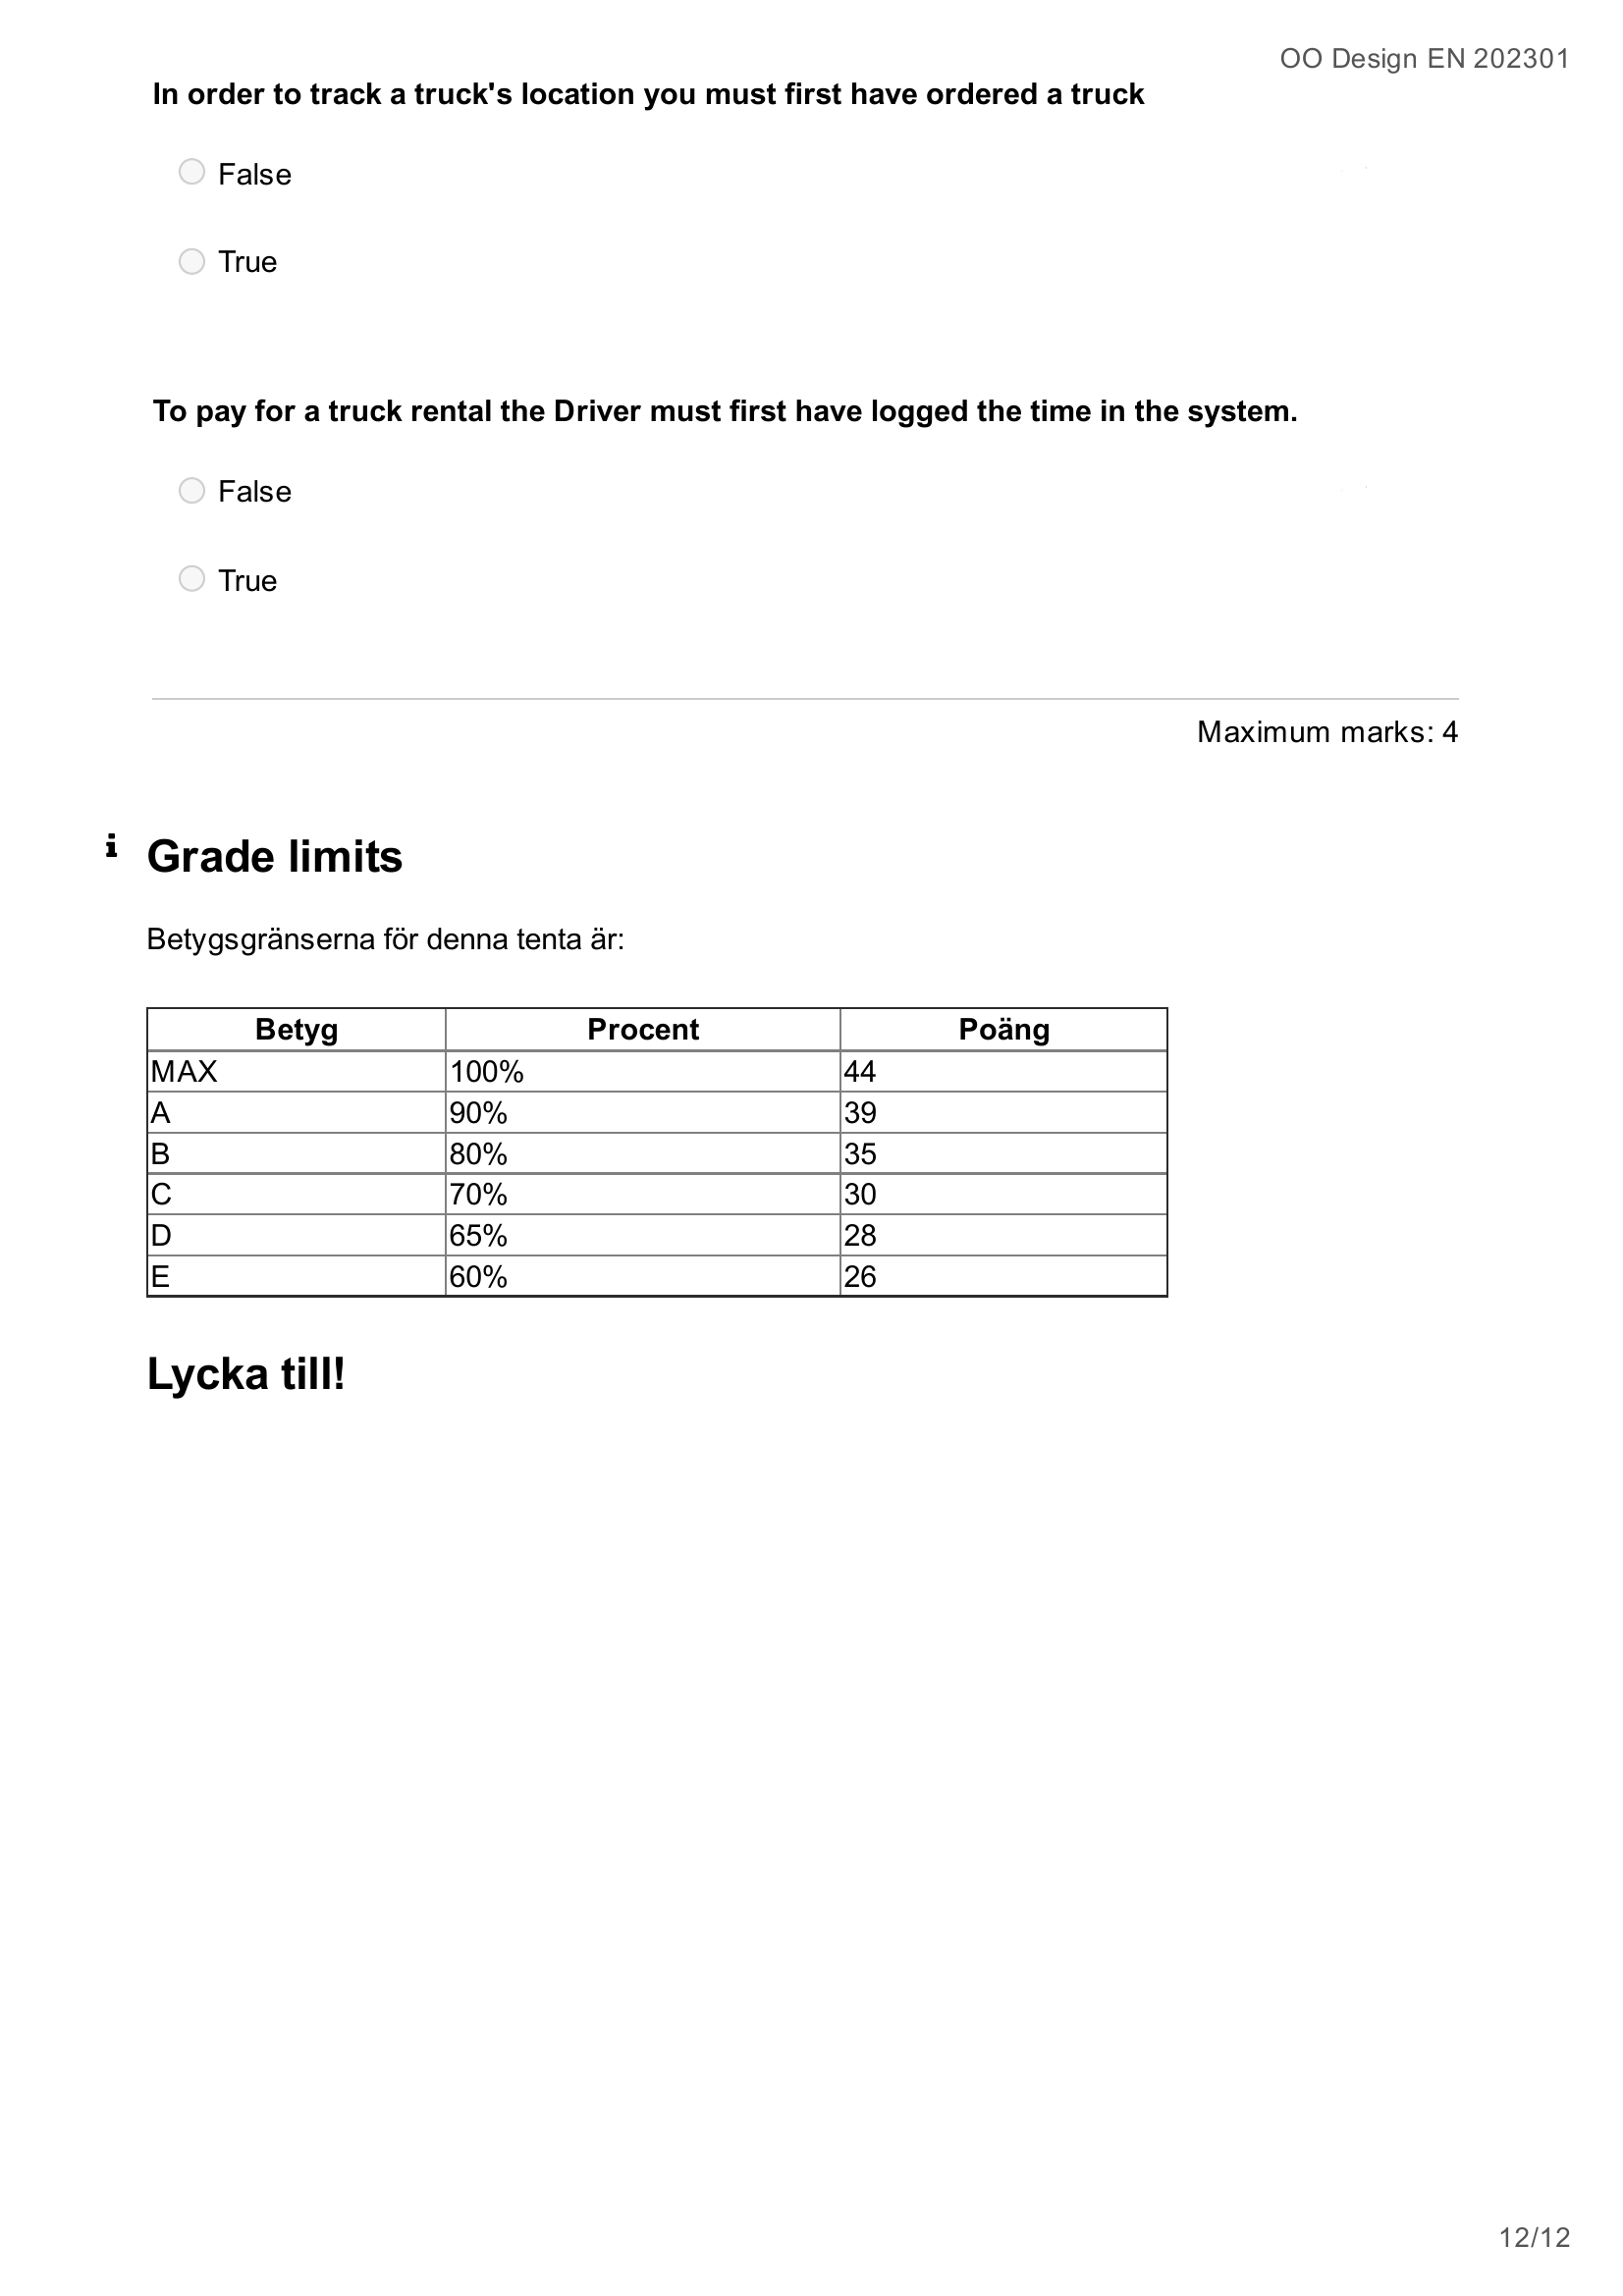 OO Design EN 202301
In order to track a truck's location you must first have ordered a truck
False
True
To pay for a truck rental the Driver must first have logged the time in the system.
False
True
Maximum marks: 4
i Grade limits
Betygsgränserna för denna tenta är:
Betyg Procent Poäng
MAX 100% 44
A 90% 39
B 80% 35
C 70% 30
D 65% 28
E 60% 26
Lycka till!
12/12